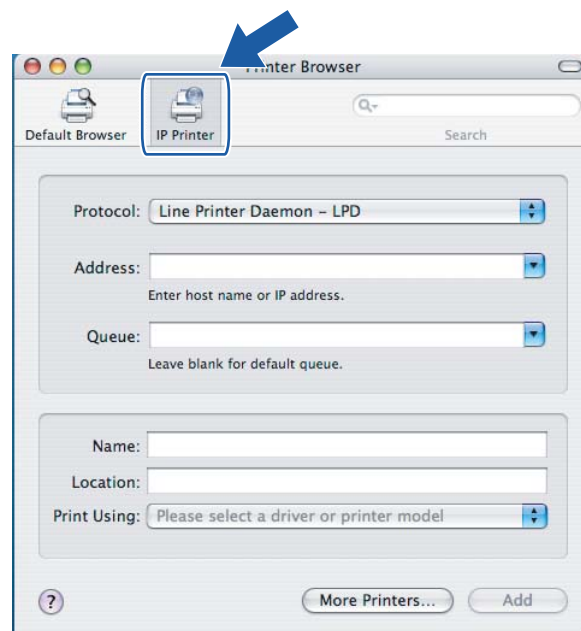 Printer Browser
Default Browser
IP Printer
Search
Protocol: Line Printer Daemon – LPD
Address:
Enter host name or IP address.
Queue:
Leave blank for default queue.
Name:
Location:
Print Using: Please select a driver or printer model
? More Printers... Add